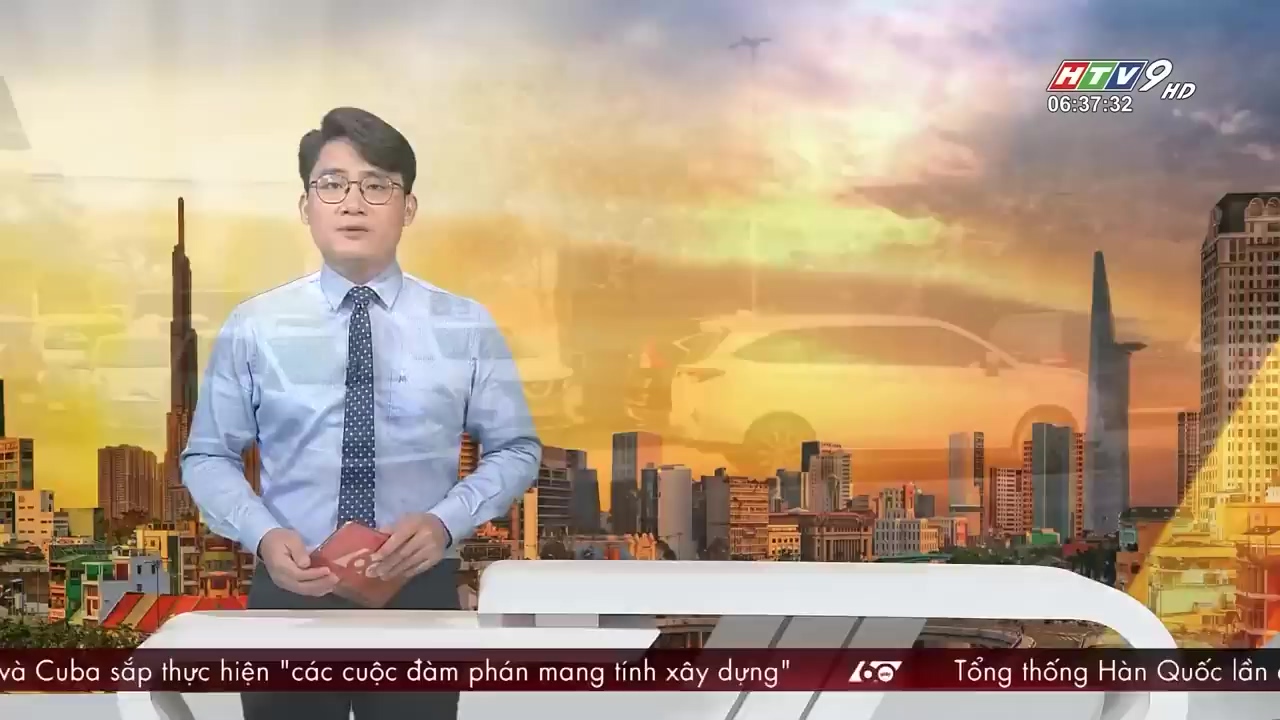 HTV9 HD
06:37:32
và Cuba sắp thực hiện "các cuộc đàm phán mang tính xây dựng" 60 Tổng thống Hàn Quốc lần